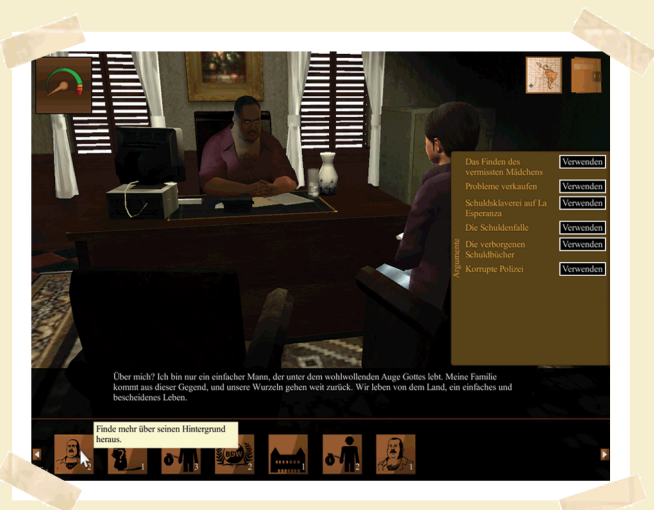 Das Finden des
vermissten Mädchens
Verwenden
Probleme verkaufen
Verwenden
Schuldsklaverei auf La
Esperanza
Verwenden
Die Schuldenfalle
Verwenden
Die verborgenen
Schuldbücher
Verwenden
Korrupte Polizei
Verwenden
Argumente
Über mich? Ich bin nur ein einfacher Mann, der unter dem wohlwollenden Auge Gottes lebt. Meine Familie
kommt aus dieser Gegend, und unsere Wurzeln gehen weit zurück. Wir leben von dem Land, ein einfaches und
bescheidenes Leben.
Finde mehr über seinen Hintergrund
heraus.
2
1
3
BDW
2
1
2
1